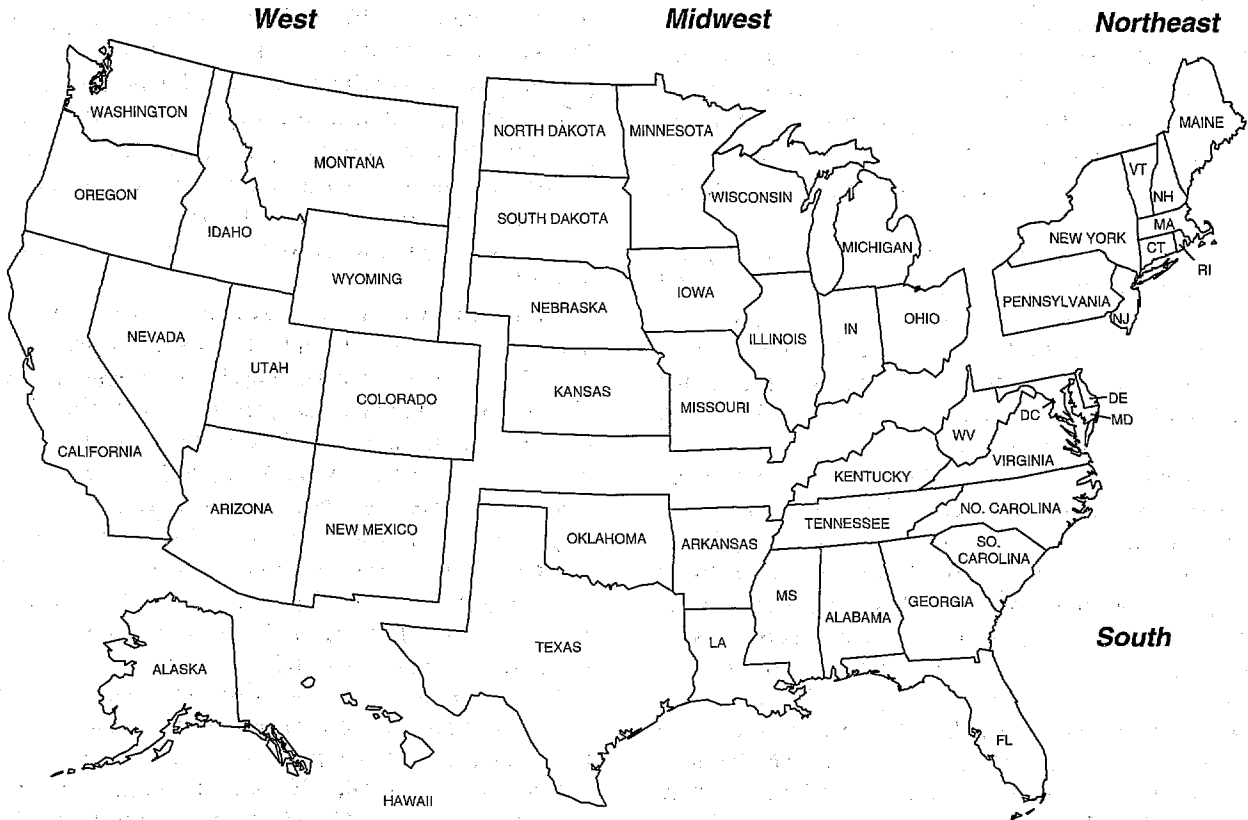 West
Midwest
Northeast
WASHINGTON
OREGON
IDAHO
MONTANA
WYOMING
CALIFORNIA
NEVADA
UTAH
COLORADO
ARIZONA
NEW MEXICO
ALASKA
HAWAII
NORTH DAKOTA
MINNESOTA
SOUTH DAKOTA
WISCONSIN
MICHIGAN
NEBRASKA
IOWA
ILLINOIS
IN
OHIO
KANSAS
MISSOURI
MAINE
VT
NH
NEW YORK
MA
CT
RI
PENNSYLVANIA
NJ
DE
MD
DC
WV
VIRGINIA
KENTUCKY
NO. CAROLINA
TENNESSEE
SO.
CAROLINA
OKLAHOMA
ARKANSAS
MS
ALABAMA
GEORGIA
TEXAS
LA
FL
South